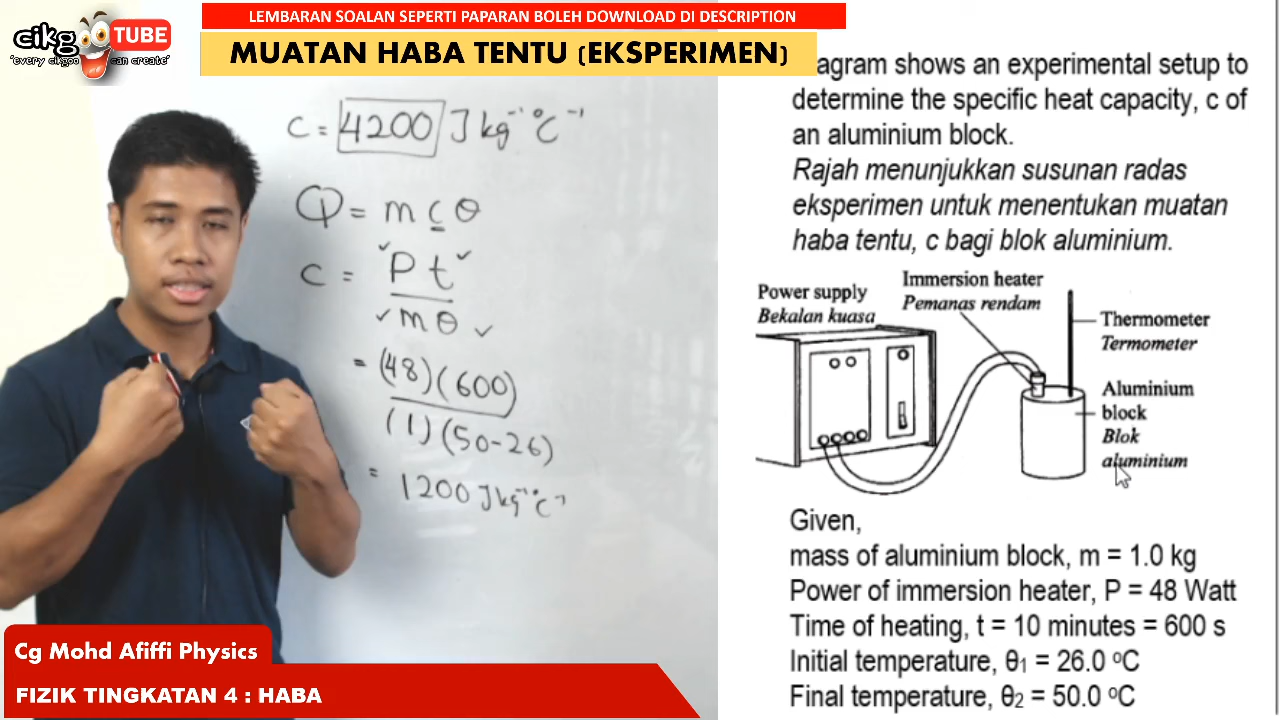 LEMBARAN SOALAN SEPERTI PAPARAN BOLEH DOWNLOAD DI DESCRIPTION
cikgoo TUBE
'every cikgoo can create'
MUATAN HABA TENTU (EKSPERIMEN)
c = 4200 J kg⁻¹ °C⁻¹
Q = m c θ
c = P t
m θ
= (48)(600)
(1)(50-26)
= 1200 J kg⁻¹ °C⁻¹
agram shows an experimental setup to
determine the specific heat capacity, c of
an aluminium block.
Rajah menunjukkan susunan radas
eksperimen untuk menentukan muatan
haba tentu, c bagi blok aluminium.
Power supply
Bekalan kuasa
Immersion heater
Pemanas rendam
Thermometer
Termometer
Aluminium
block
Blok
aluminium
Given,
mass of aluminium block, m = 1.0 kg
Power of immersion heater, P = 48 Watt
Time of heating, t = 10 minutes = 600 s
Initial temperature, θ₁ = 26.0 °C
Final temperature, θ₂ = 50.0 °C
Cg Mohd Afiffi Physics
FIZIK TINGKATAN 4 : HABA